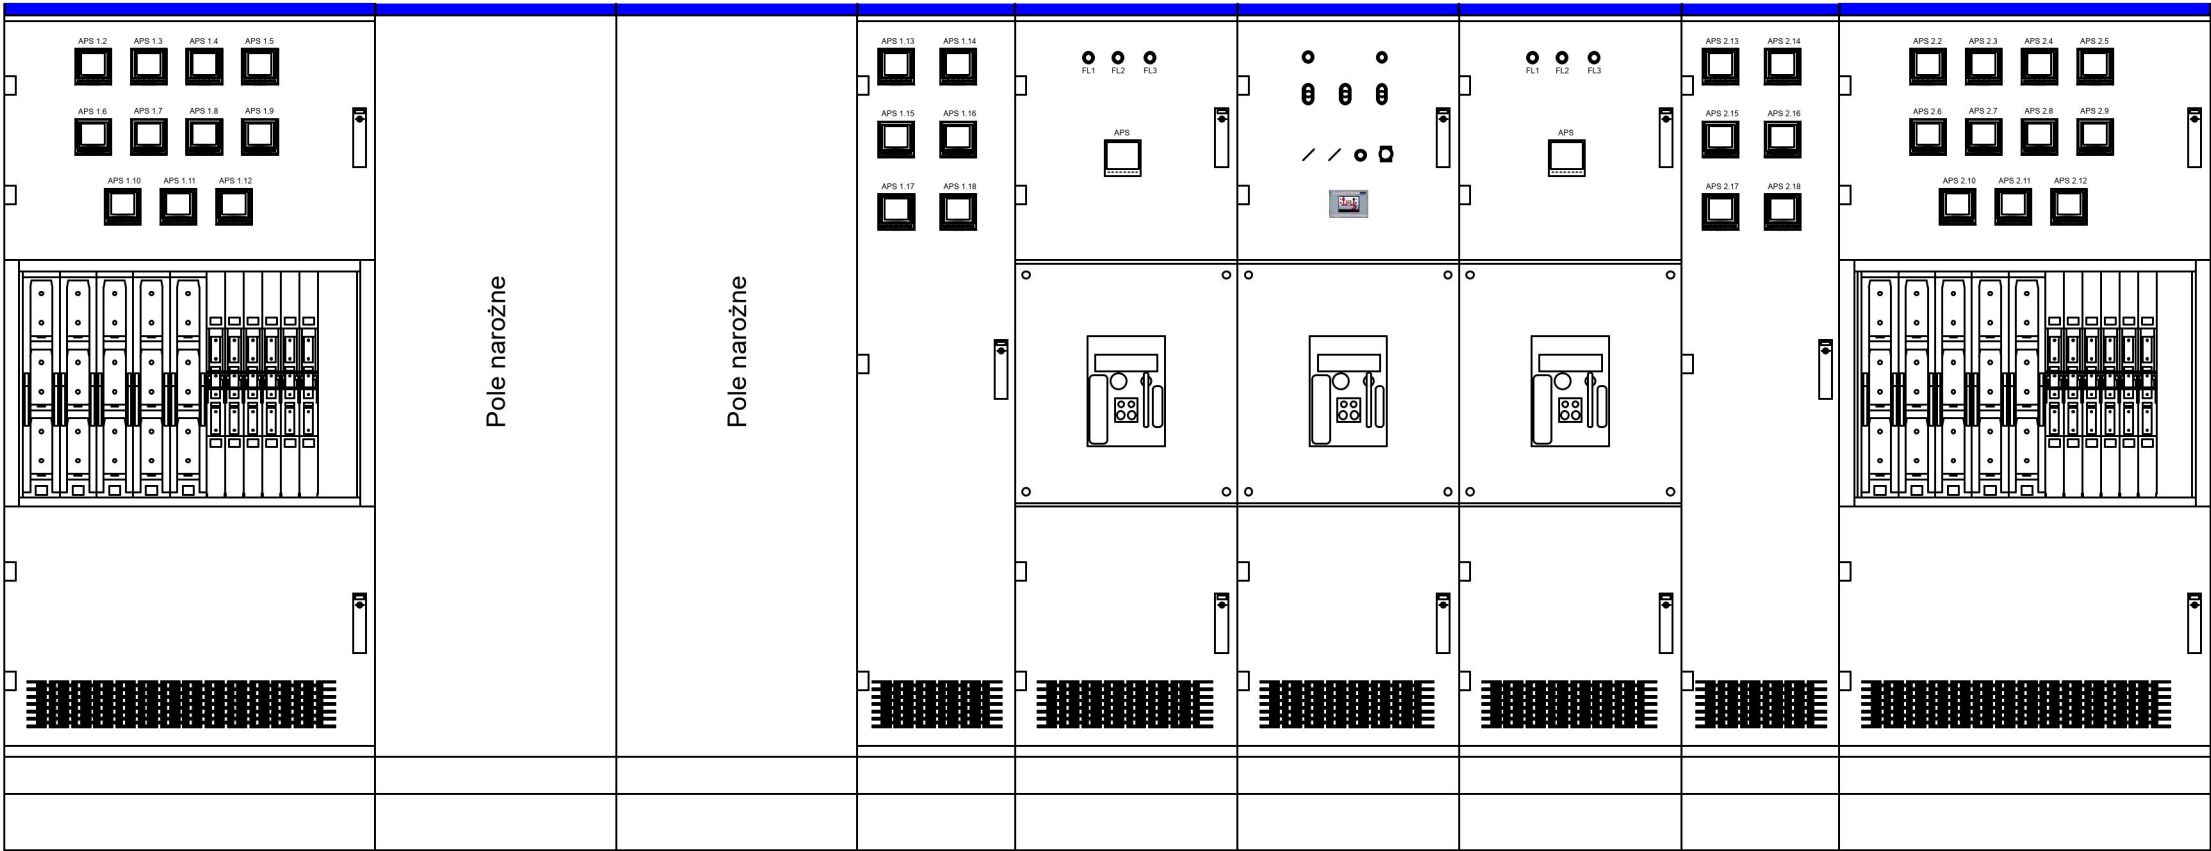 APS 1.2 APS 1.3 APS 1.4 APS 1.5
APS 1.6 APS 1.7 APS 1.8 APS 1.9
APS 1.10 APS 1.11 APS 1.12
Pole narożne
Pole narożne
APS 1.13 APS 1.14
APS 1.15 APS 1.16
APS 1.17 APS 1.18
FL1 FL2 FL3
APS
FL1 FL2 FL3
APS
APS 2.13 APS 2.14
APS 2.15 APS 2.16
APS 2.17 APS 2.18
APS 2.2 APS 2.3 APS 2.4 APS 2.5
APS 2.6 APS 2.7 APS 2.8 APS 2.9
APS 2.10 APS 2.11 APS 2.12